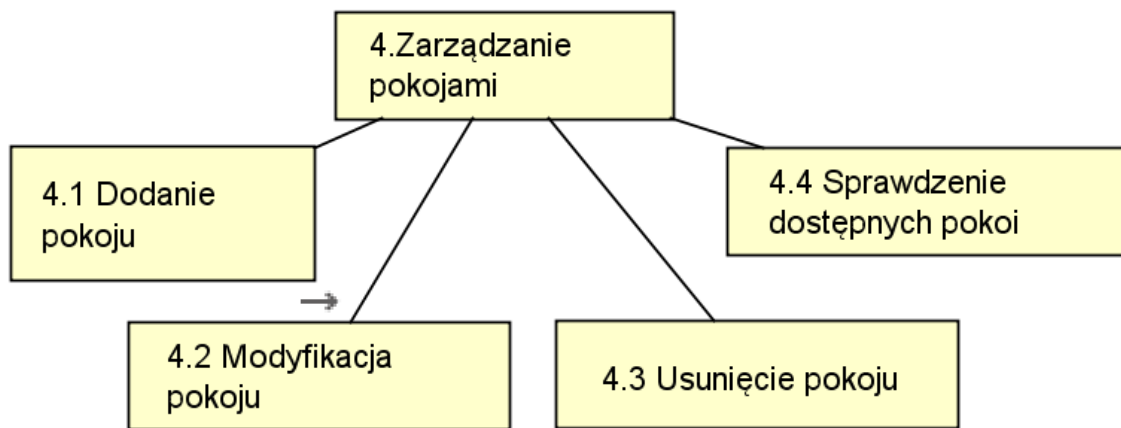 4.Zarządzanie
pokojami
4.1 Dodanie
pokoju
4.4 Sprawdzenie
dostępnych pokoi
4.2 Modyfikacja
pokoju
4.3 Usunięcie pokoju